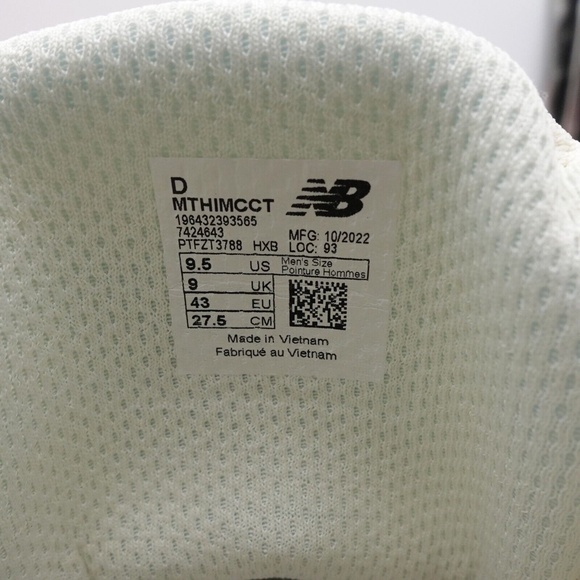 D
MTHIMCCT NB
196432393565
7424643 MFG: 10/2022
PTFZT3788 HXB LOC: 93
9.5 US Men's Size
Pointure Hommes
9 UK
43 EU
27.5 CM
Made in Vietnam
Fabriqué au Vietnam